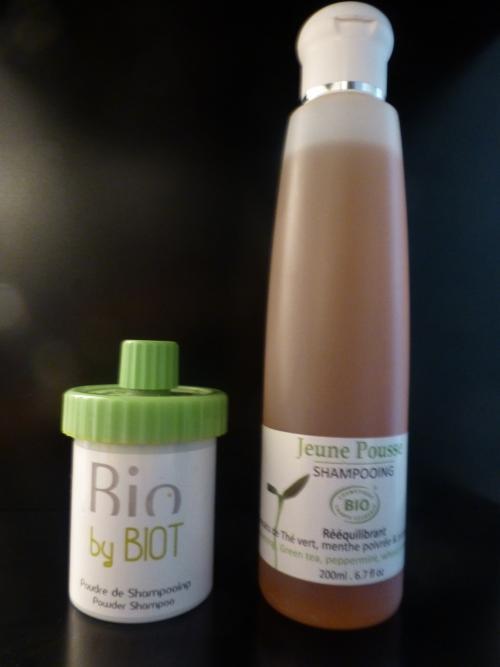 Bio
by BIOT
Poudre de Shampooing
Powder Shampoo
Jeune Pousse
SHAMPOOING
BIO
Rééquilibrant
de Thé vert, menthe poivrée &
Green tea, peppermint,
200ml . 6.7 fl oz